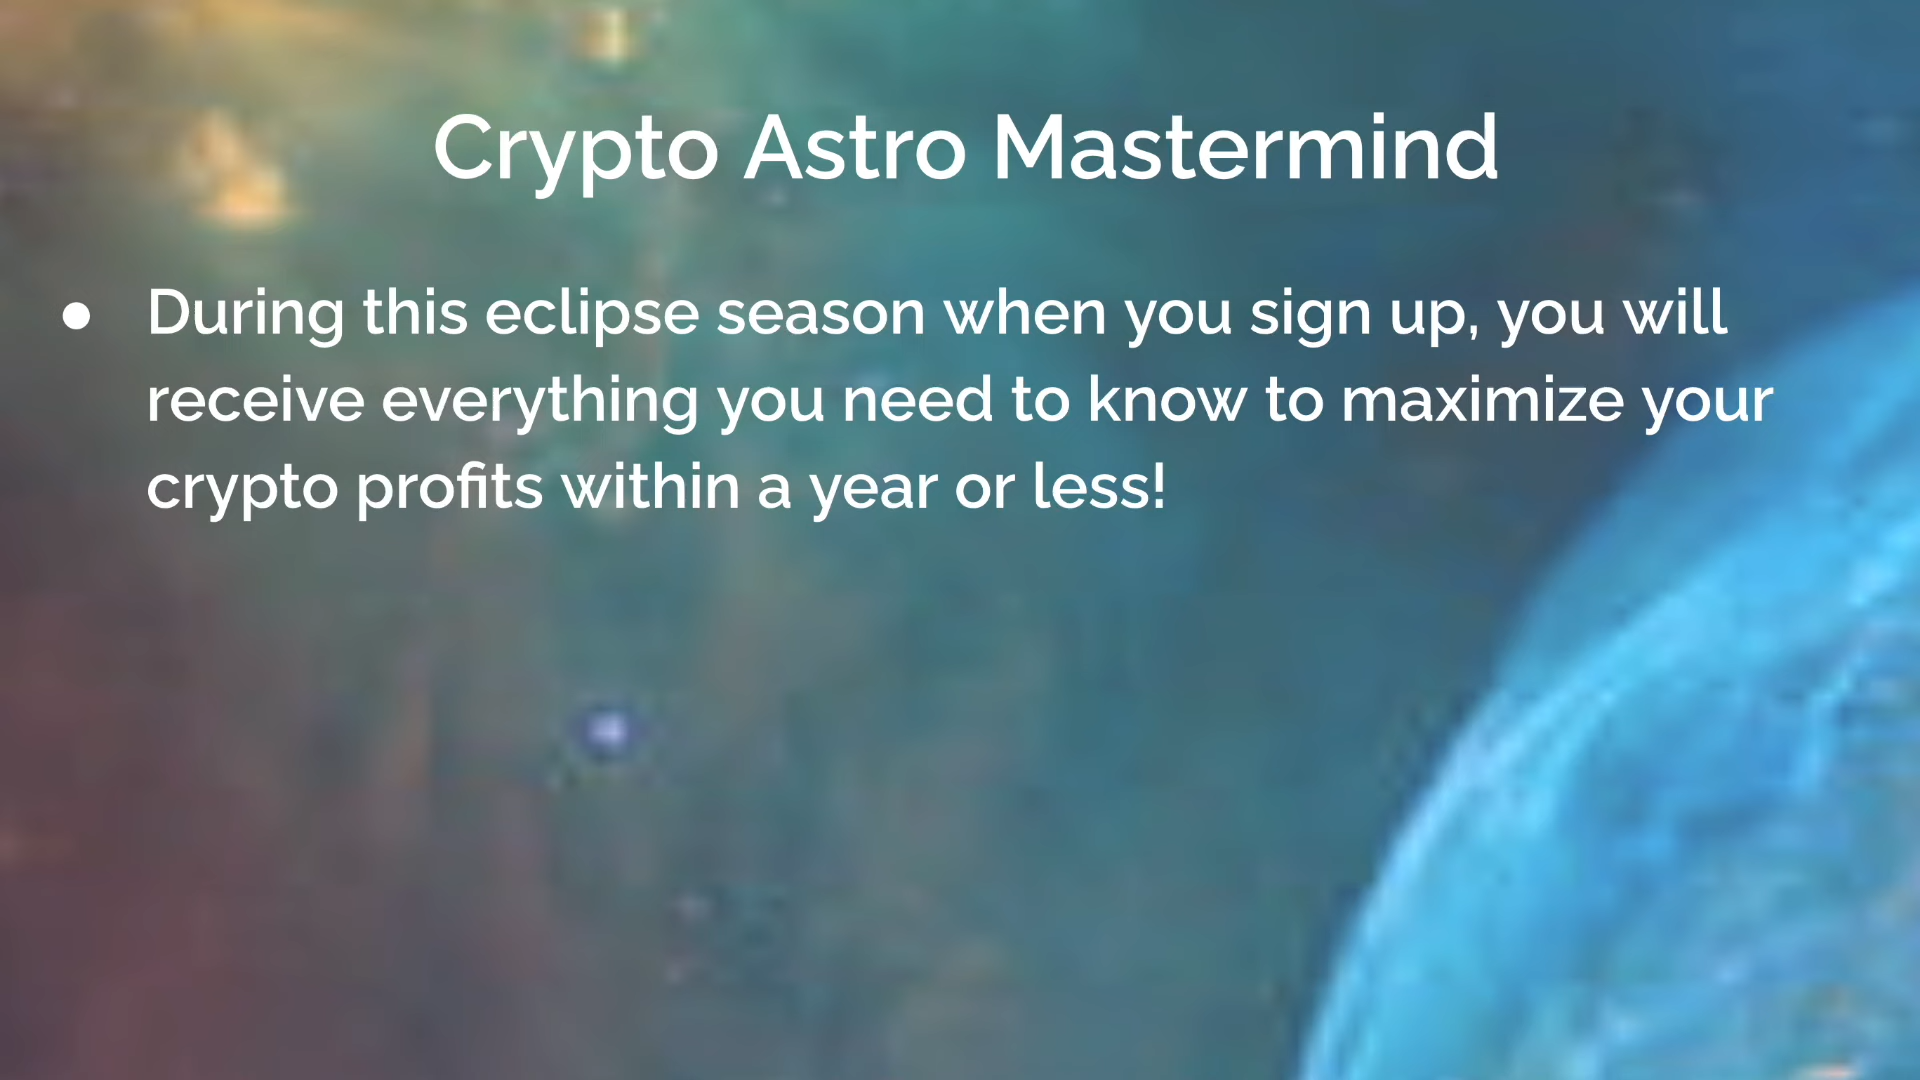 Crypto Astro Mastermind
● During this eclipse season when you sign up, you will
receive everything you need to know to maximize your
crypto profits within a year or less!